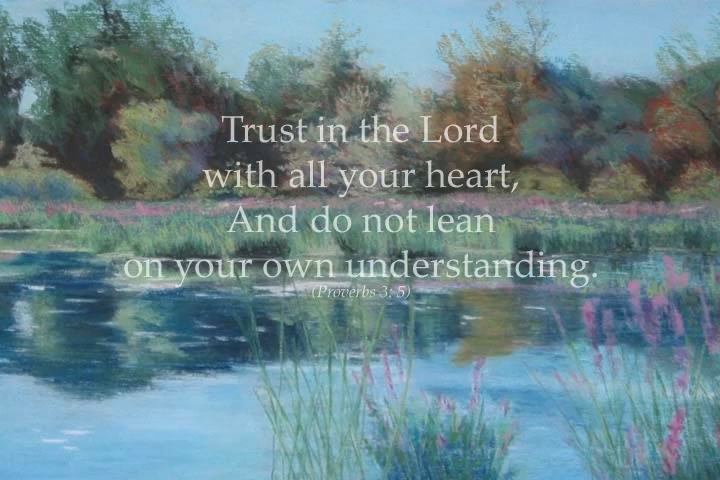 Trust in the Lord
with all your heart,
And do not lean
on your own understanding.
(Proverbs 3; 5)